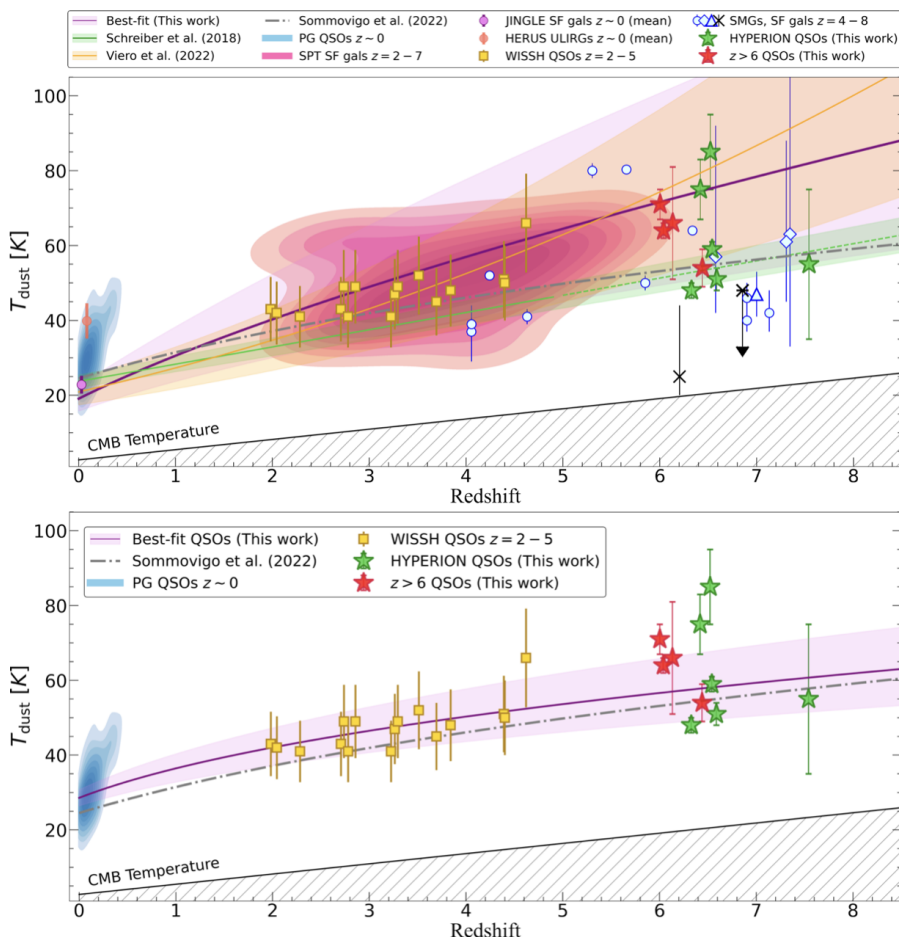 Best-fit (This work) Sommovigo et al. (2022) JINGLE SF gals z~0 (mean) SMGs, SF gals z = 4 − 8
Schreiber et al. (2018) PG QSOs z~0 HERUS ULIRGs z~0 (mean) HYPERION QSOs (This work)
Viero et al. (2022) SPT SF gals z = 2 − 7 WISSH QSOs z = 2 − 5 z > 6 QSOs (This work)
100
80
60
40
20
T_dust [K]
CMB Temperature
0 1 2 3 4 5 6 7 8
Redshift
Best-fit QSOs (This work) WISSH QSOs z = 2 − 5
Sommovigo et al. (2022) HYPERION QSOs (This work)
PG QSOs z~0 z > 6 QSOs (This work)
100
80
60
40
20
T_dust [K]
CMB Temperature
0 1 2 3 4 5 6 7 8
Redshift